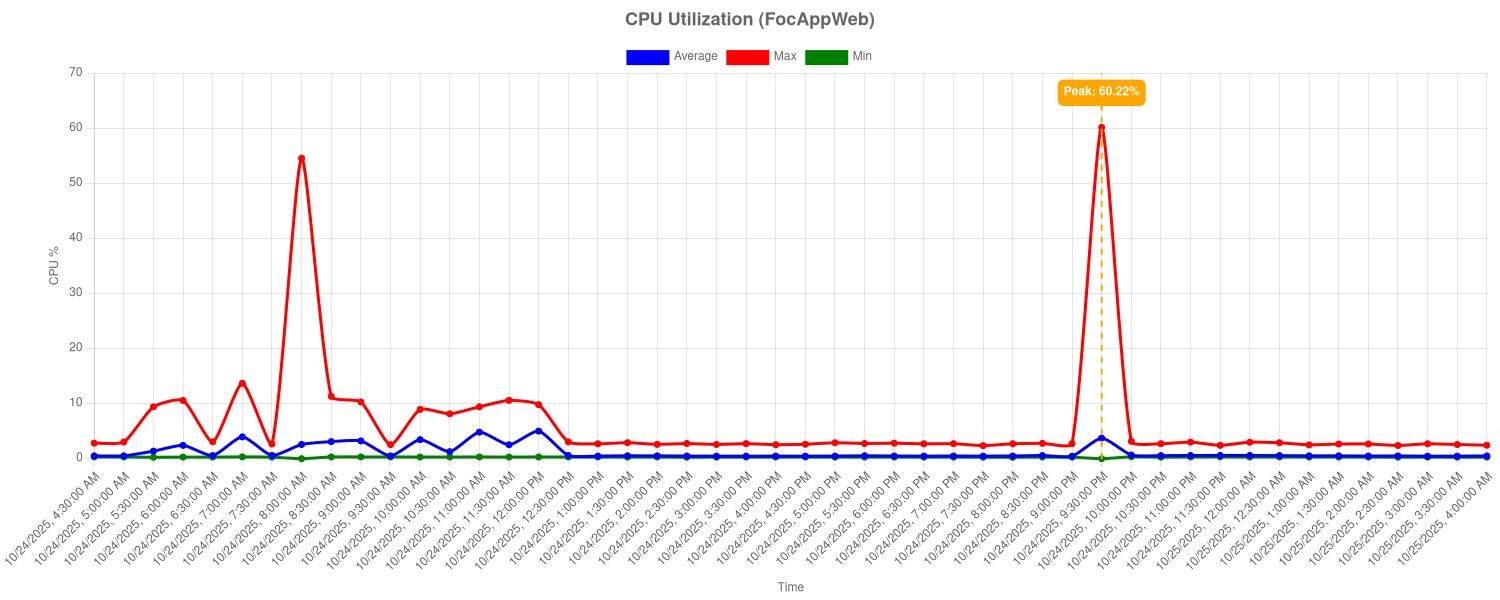 CPU Utilization (FocAppWeb)
Average Max Min
70
Peak: 60.22%
60
50
40
30
20
10
0
CPU %
10/24/2025, 4:30:00 AM
10/24/2025, 5:00:00 AM
10/24/2025, 5:30:00 AM
10/24/2025, 6:00:00 AM
10/24/2025, 6:30:00 AM
10/24/2025, 7:00:00 AM
10/24/2025, 7:30:00 AM
10/24/2025, 8:00:00 AM
10/24/2025, 8:30:00 AM
10/24/2025, 9:00:00 AM
10/24/2025, 9:30:00 AM
10/24/2025, 10:00:00 AM
10/24/2025, 10:30:00 AM
10/24/2025, 11:00:00 AM
10/24/2025, 11:30:00 AM
10/24/2025, 12:00:00 PM
10/24/2025, 12:30:00 PM
10/24/2025, 1:00:00 PM
10/24/2025, 1:30:00 PM
10/24/2025, 2:00:00 PM
10/24/2025, 2:30:00 PM
10/24/2025, 3:00:00 PM
10/24/2025, 3:30:00 PM
10/24/2025, 4:00:00 PM
10/24/2025, 4:30:00 PM
10/24/2025, 5:00:00 PM
10/24/2025, 5:30:00 PM
10/24/2025, 6:00:00 PM
10/24/2025, 6:30:00 PM
10/24/2025, 7:00:00 PM
10/24/2025, 7:30:00 PM
10/24/2025, 8:00:00 PM
10/24/2025, 8:30:00 PM
10/24/2025, 9:00:00 PM
10/24/2025, 9:30:00 PM
10/24/2025, 10:00:00 PM
10/24/2025, 10:30:00 PM
10/24/2025, 11:00:00 PM
10/24/2025, 11:30:00 PM
10/25/2025, 12:00:00 AM
10/25/2025, 12:30:00 AM
10/25/2025, 1:00:00 AM
10/25/2025, 1:30:00 AM
10/25/2025, 2:00:00 AM
10/25/2025, 2:30:00 AM
10/25/2025, 3:00:00 AM
10/25/2025, 3:30:00 AM
10/25/2025, 4:00:00 AM
Time